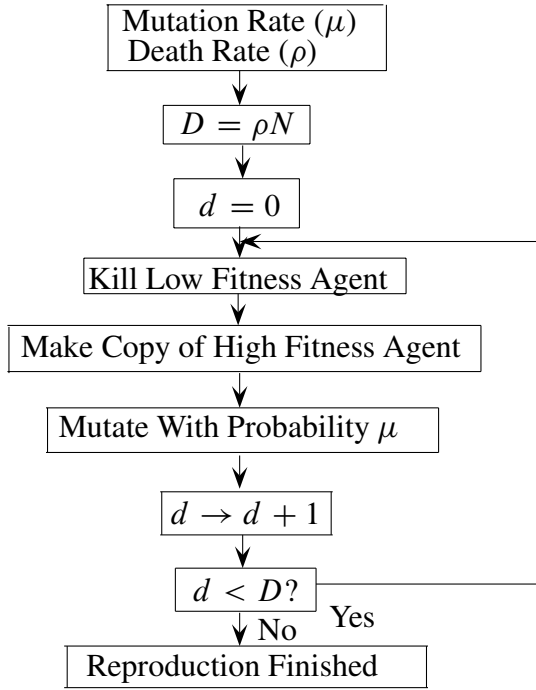 Mutation Rate (μ)
Death Rate (ρ)
D = ρN
d = 0
Kill Low Fitness Agent
Make Copy of High Fitness Agent
Mutate With Probability μ
d → d + 1
d < D?
Yes
No
Reproduction Finished